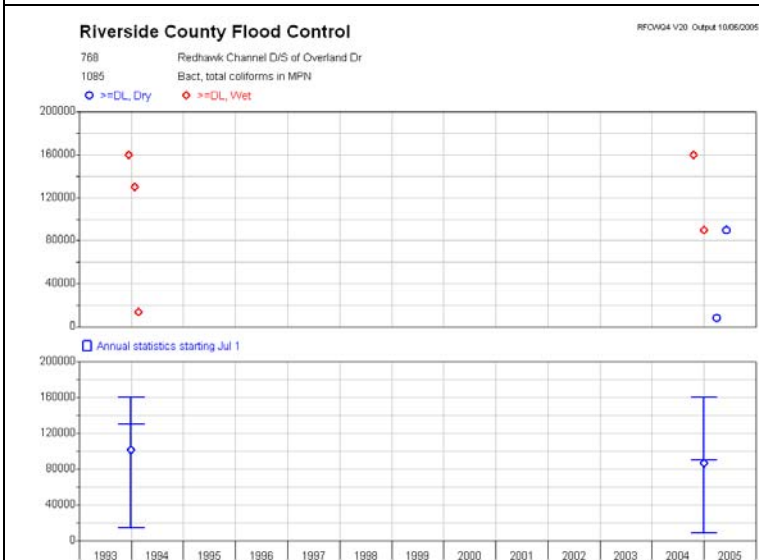 Riverside County Flood Control
RFCWQ4 V20 Output 10/06/2005
768 Redhawk Channel D/S of Overland Dr
1085 Bact, total coliforms in MPN
>=DL, Dry >=DL, Wet
200000
160000
120000
80000
40000
0
Annual statistics starting Jul 1
200000
160000
120000
80000
40000
0
1993 1994 1995 1996 1997 1998 1999 2000 2001 2002 2003 2004 2005